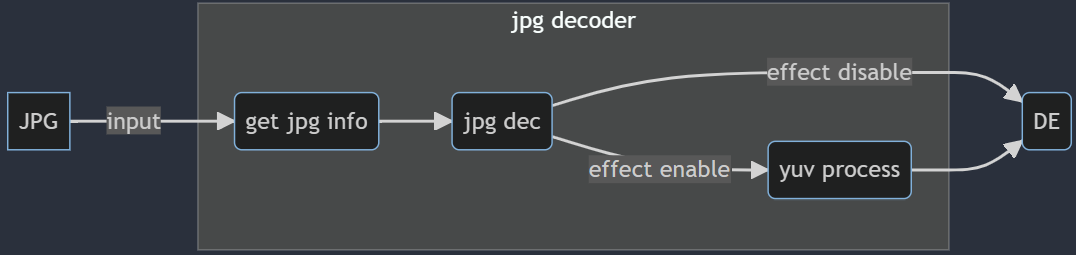 jpg decoder
JPG
input
get jpg info
jpg dec
effect disable
effect enable
yuv process
DE